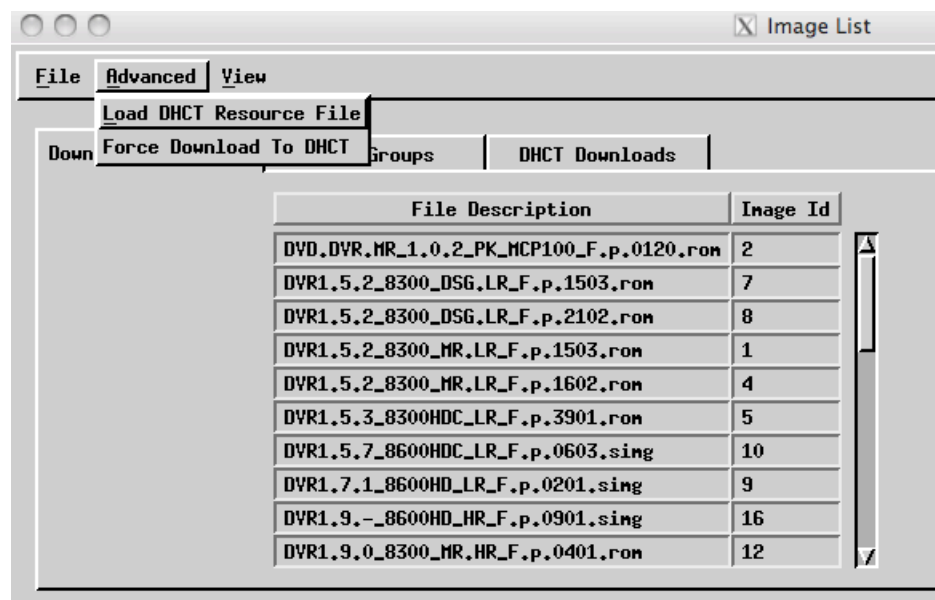 X Image List
File Advanced View
Load DHCT Resource File
Force Download To DHCT
Down Groups DHCT Downloads
File Description Image Id
DVD.DVR.MR_1.0.2_PK_MCP100_F.p.0120.rom 2
DVR1.5.2_8300_DSG.LR_F.p.1503.rom 7
DVR1.5.2_8300_DSG.LR_F.p.2102.rom 8
DVR1.5.2_8300_MR.LR_F.p.1503.rom 1
DVR1.5.2_8300_MR.LR_F.p.1602.rom 4
DVR1.5.3_8300HDC_LR_F.p.3901.rom 5
DVR1.5.7_8600HDC_LR_F.p.0603.simg 10
DVR1.7.1_8600HD_LR_F.p.0201.simg 9
DVR1.9.-_8600HD_HR_F.p.0901.simg 16
DVR1.9.0_8300_MR.HR_F.p.0401.rom 12